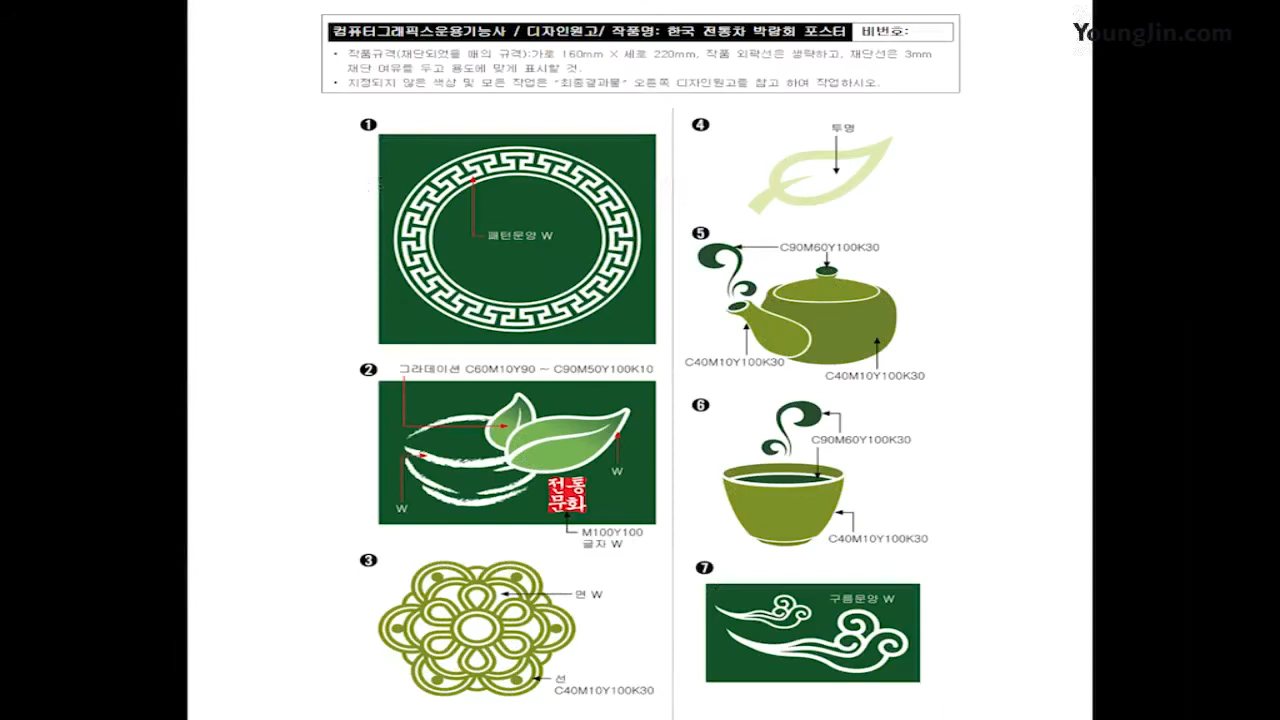 YoungJin.com
컴퓨터그래픽스운용기능사 / 디자인원고/ 작품명: 한국 전통차 박람회 포스터 비번호:
• 작품규격(재단되었을 때의 규격):가로 160mm X 세로 220mm, 작품 외곽선은 생략하고, 재단선은 3mm
재단 여유를 두고 용도에 맞게 표시할 것.
• 지정되지 않은 색상 및 모든 작업은 "최종결과물" 오른쪽 디자인원고를 참고 하여 작업하시오.
1
패턴문양 W
2
그라데이션 C60M10Y90 ~ C90M50Y100K10
W
W
전통
문화
M100Y100
글자 W
3
면 W
선
C40M10Y100K30
4
투명
5
C90M60Y100K30
C40M10Y100K30
C40M10Y100K30
6
C90M60Y100K30
C40M10Y100K30
7
구름문양 W